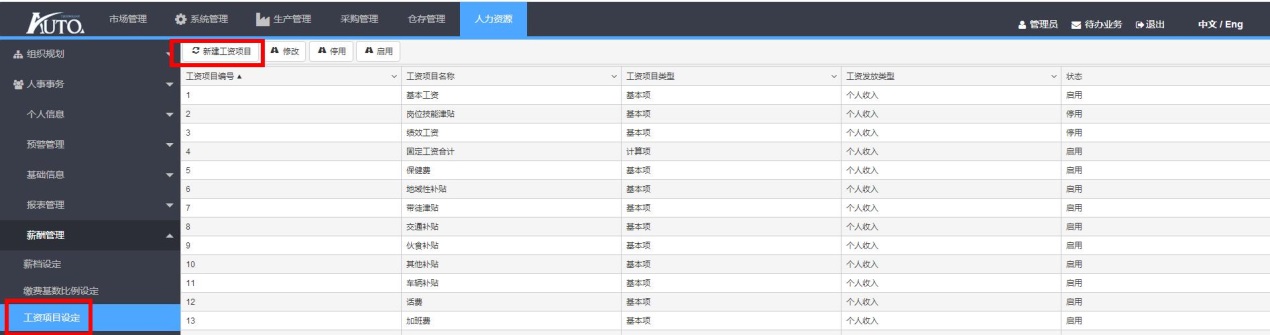 AUTO.
市场管理 系统管理 生产管理 采购管理 仓存管理 人力资源 管理员 待办业务 退出 中文 / Eng
组织规划
人事事务
个人信息
预警管理
基础信息
报表管理
薪酬管理
薪档设定
缴费基数比例设定
工资项目设定
新建工资项目 修改 停用 启用
工资项目编号 工资项目名称 工资项目类型 工资发放类型 状态
1 基本工资 基本项 个人收入 启用
2 岗位技能津贴 基本项 个人收入 停用
3 绩效工资 基本项 个人收入 停用
4 固定工资合计 计算项 个人收入 启用
5 保健费 基本项 个人收入 启用
6 地域性补贴 基本项 个人收入 启用
7 带徒津贴 基本项 个人收入 启用
8 交通补贴 基本项 个人收入 启用
9 伙食补贴 基本项 个人收入 启用
10 其他补贴 基本项 个人收入 启用
11 车辆补贴 基本项 个人收入 启用
12 话费 基本项 个人收入 启用
13 加班费 基本项 个人收入 启用